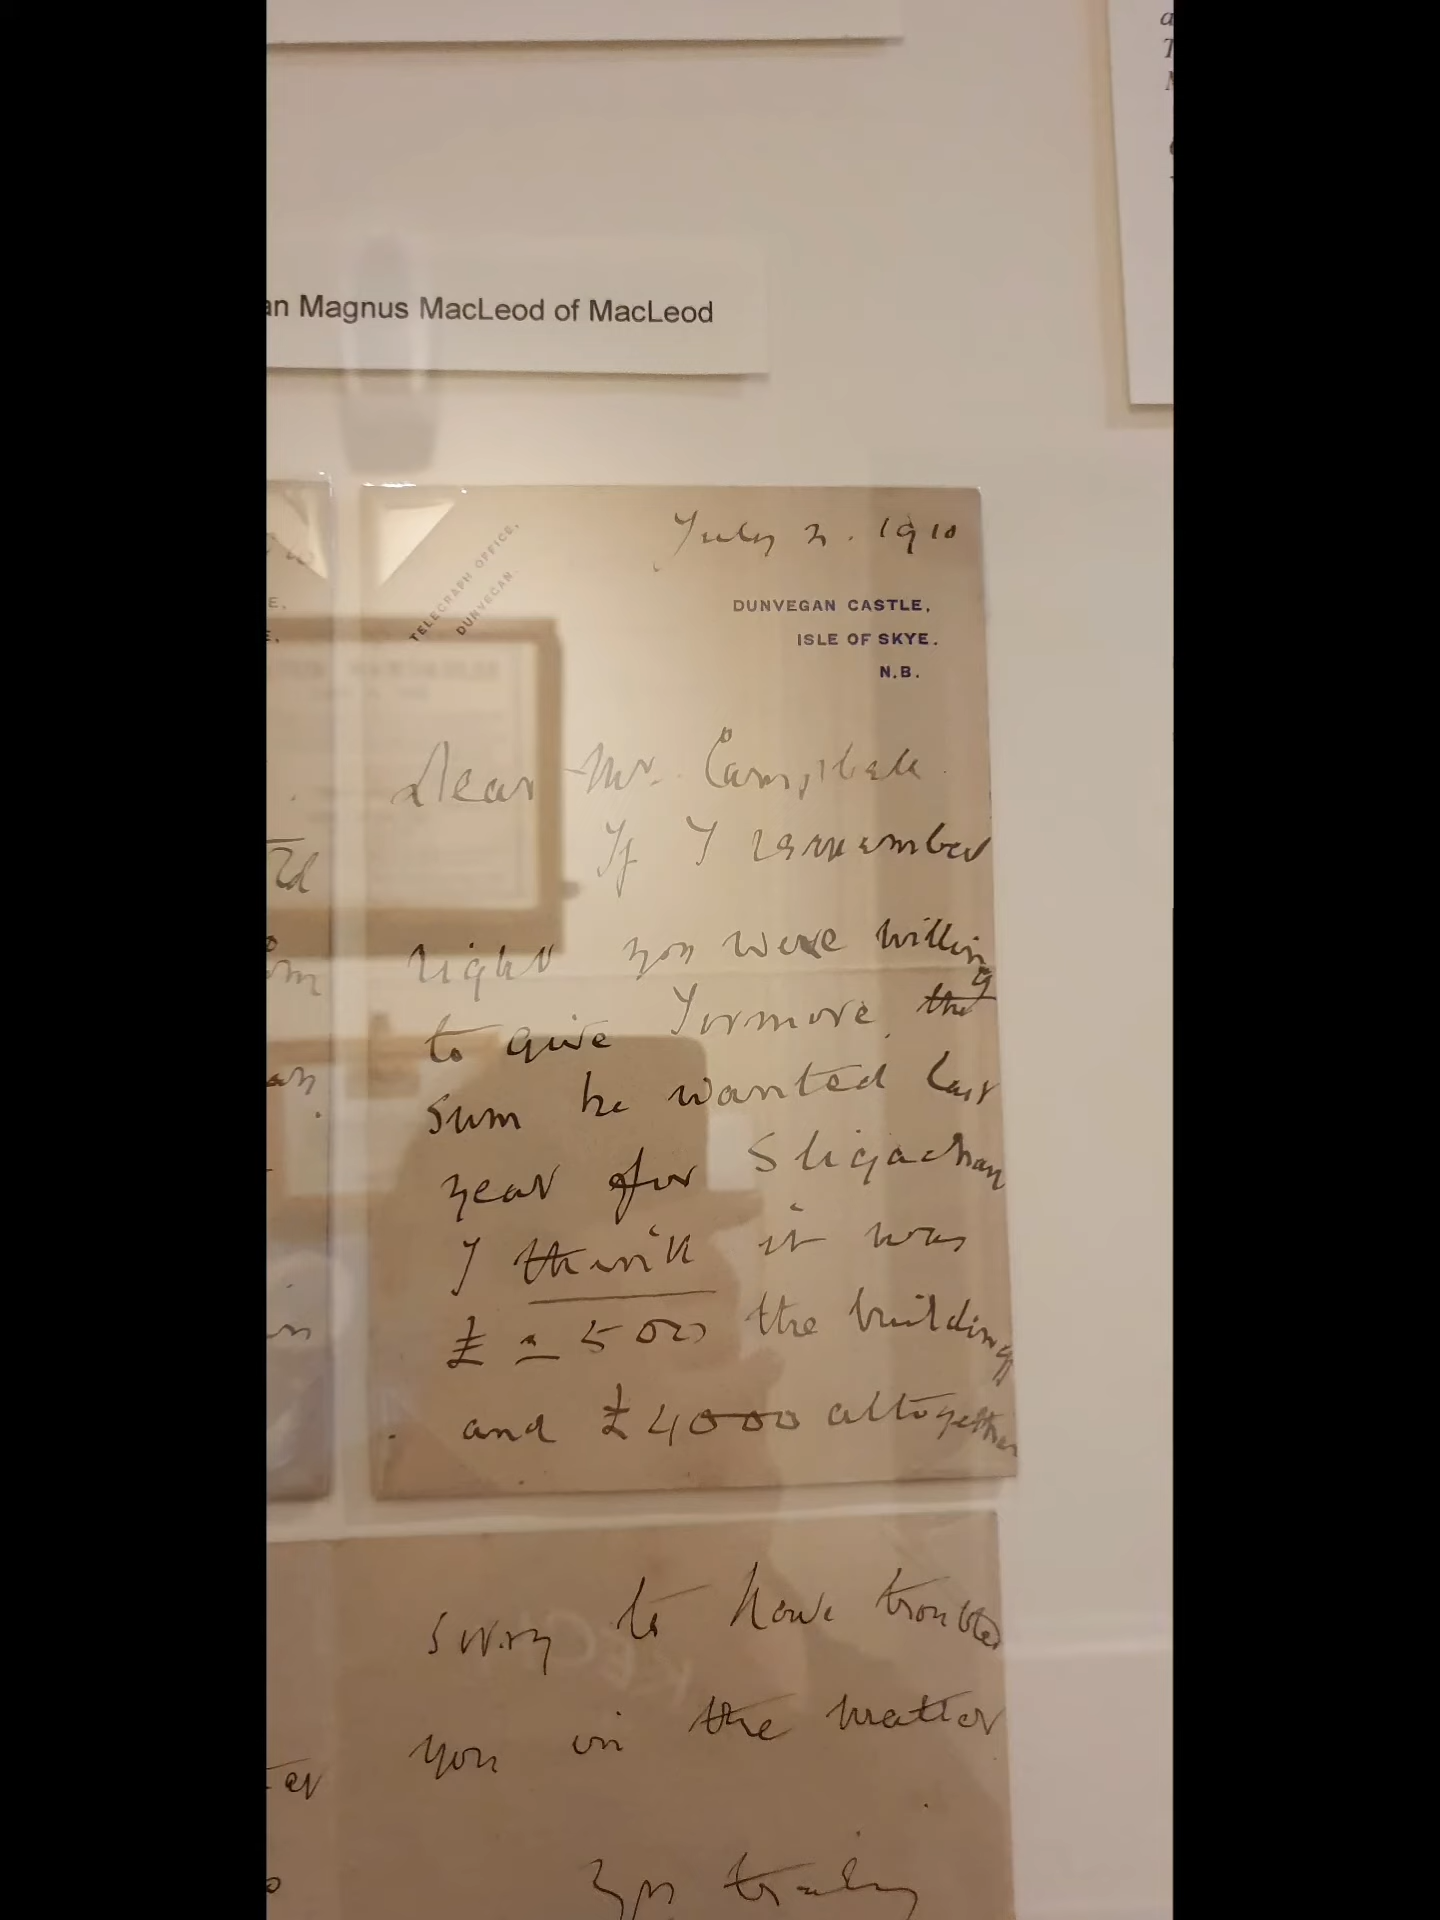 Magnus MacLeod of MacLeod
TELEGRAPH OFFICE,
DUNVEGAN.
July 2. 1910
DUNVEGAN CASTLE,
ISLE OF SKYE.
N.B.
Dear Mr. Campbell
If I remember
right you were willing
to give Tormore the
sum he wanted last
year for Sligachan
I think it was
£ 500 the buildings
and £4000 altogether
sorry to have troubled
you in the matter
Yrs truly